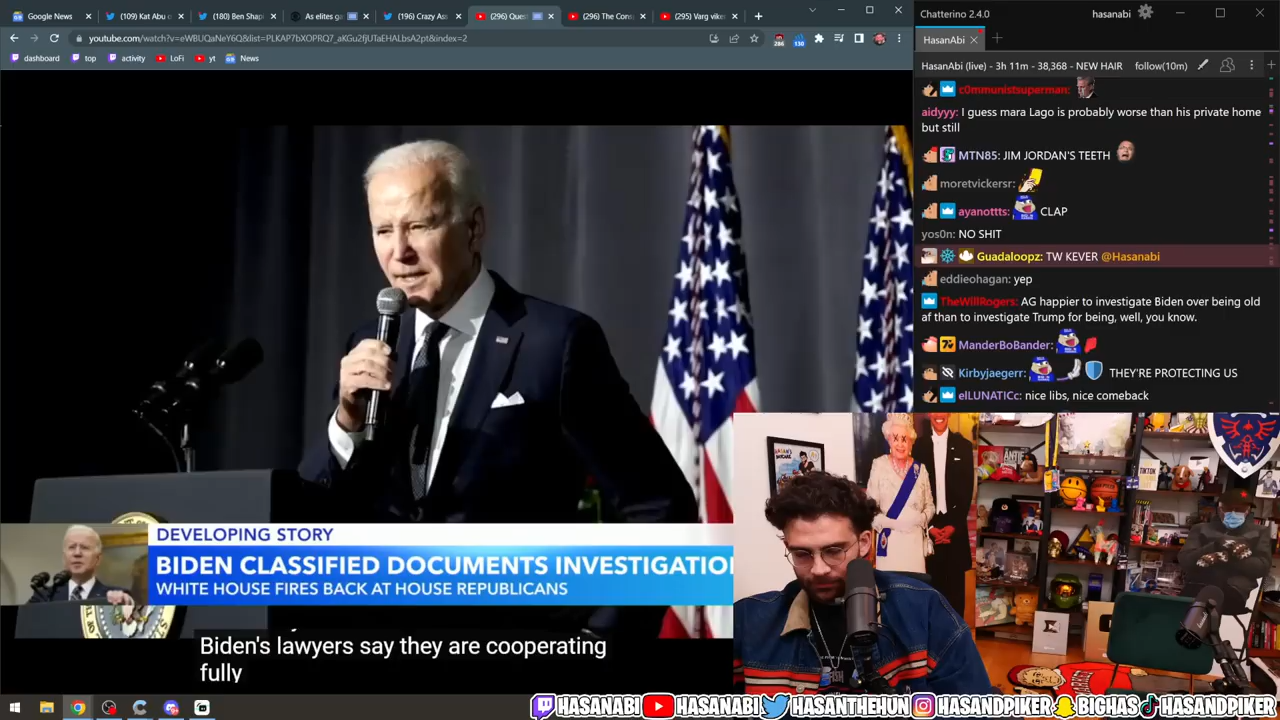 Google News
(109) Kat Abu o
(180) Ben Shapi
As elites ga
(196) Crazy Ass
(296) Ques
(296) The Cons
(295) Varg vike
youtube.com/watch?v=eWBUQaNeY6Q&list=PLKAP7bXOPRQ7_aKGu2fjUTaEHALbsA2pt&index=2
286
130
dashboard
top
activity
LoFi
yt
News
DEVELOPING STORY
BIDEN CLASSIFIED DOCUMENTS INVESTIGATIO
WHITE HOUSE FIRES BACK AT HOUSE REPUBLICANS
Biden's lawyers say they are cooperating
fully
Chatterino 2.4.0
hasanabi
HasanAbi
HasanAbi (live) - 3h 11m - 38,368 - NEW HAIR
follow(10m)
c0mmunistsuperman:
aidyyy: I guess mara Lago is probably worse than his private home
but still
MTN85: JIM JORDAN'S TEETH
moretvickersr:
ayanottts: CLAP
yos0n: NO SHIT
Guadaloopz: TW KEVER @Hasanabi
eddieohagan: yep
TheWillRogers: AG happier to investigate Biden over being old
af than to investigate Trump for being, well, you know.
ManderBoBander:
Kirbyjaegerr: THEY'RE PROTECTING US
elLUNATICc: nice libs, nice comeback
TIKTOK
HASANABI
HASANABI
HASANTHEHUN
HASANDPIKER
BIGHAS
HASANDPIKER